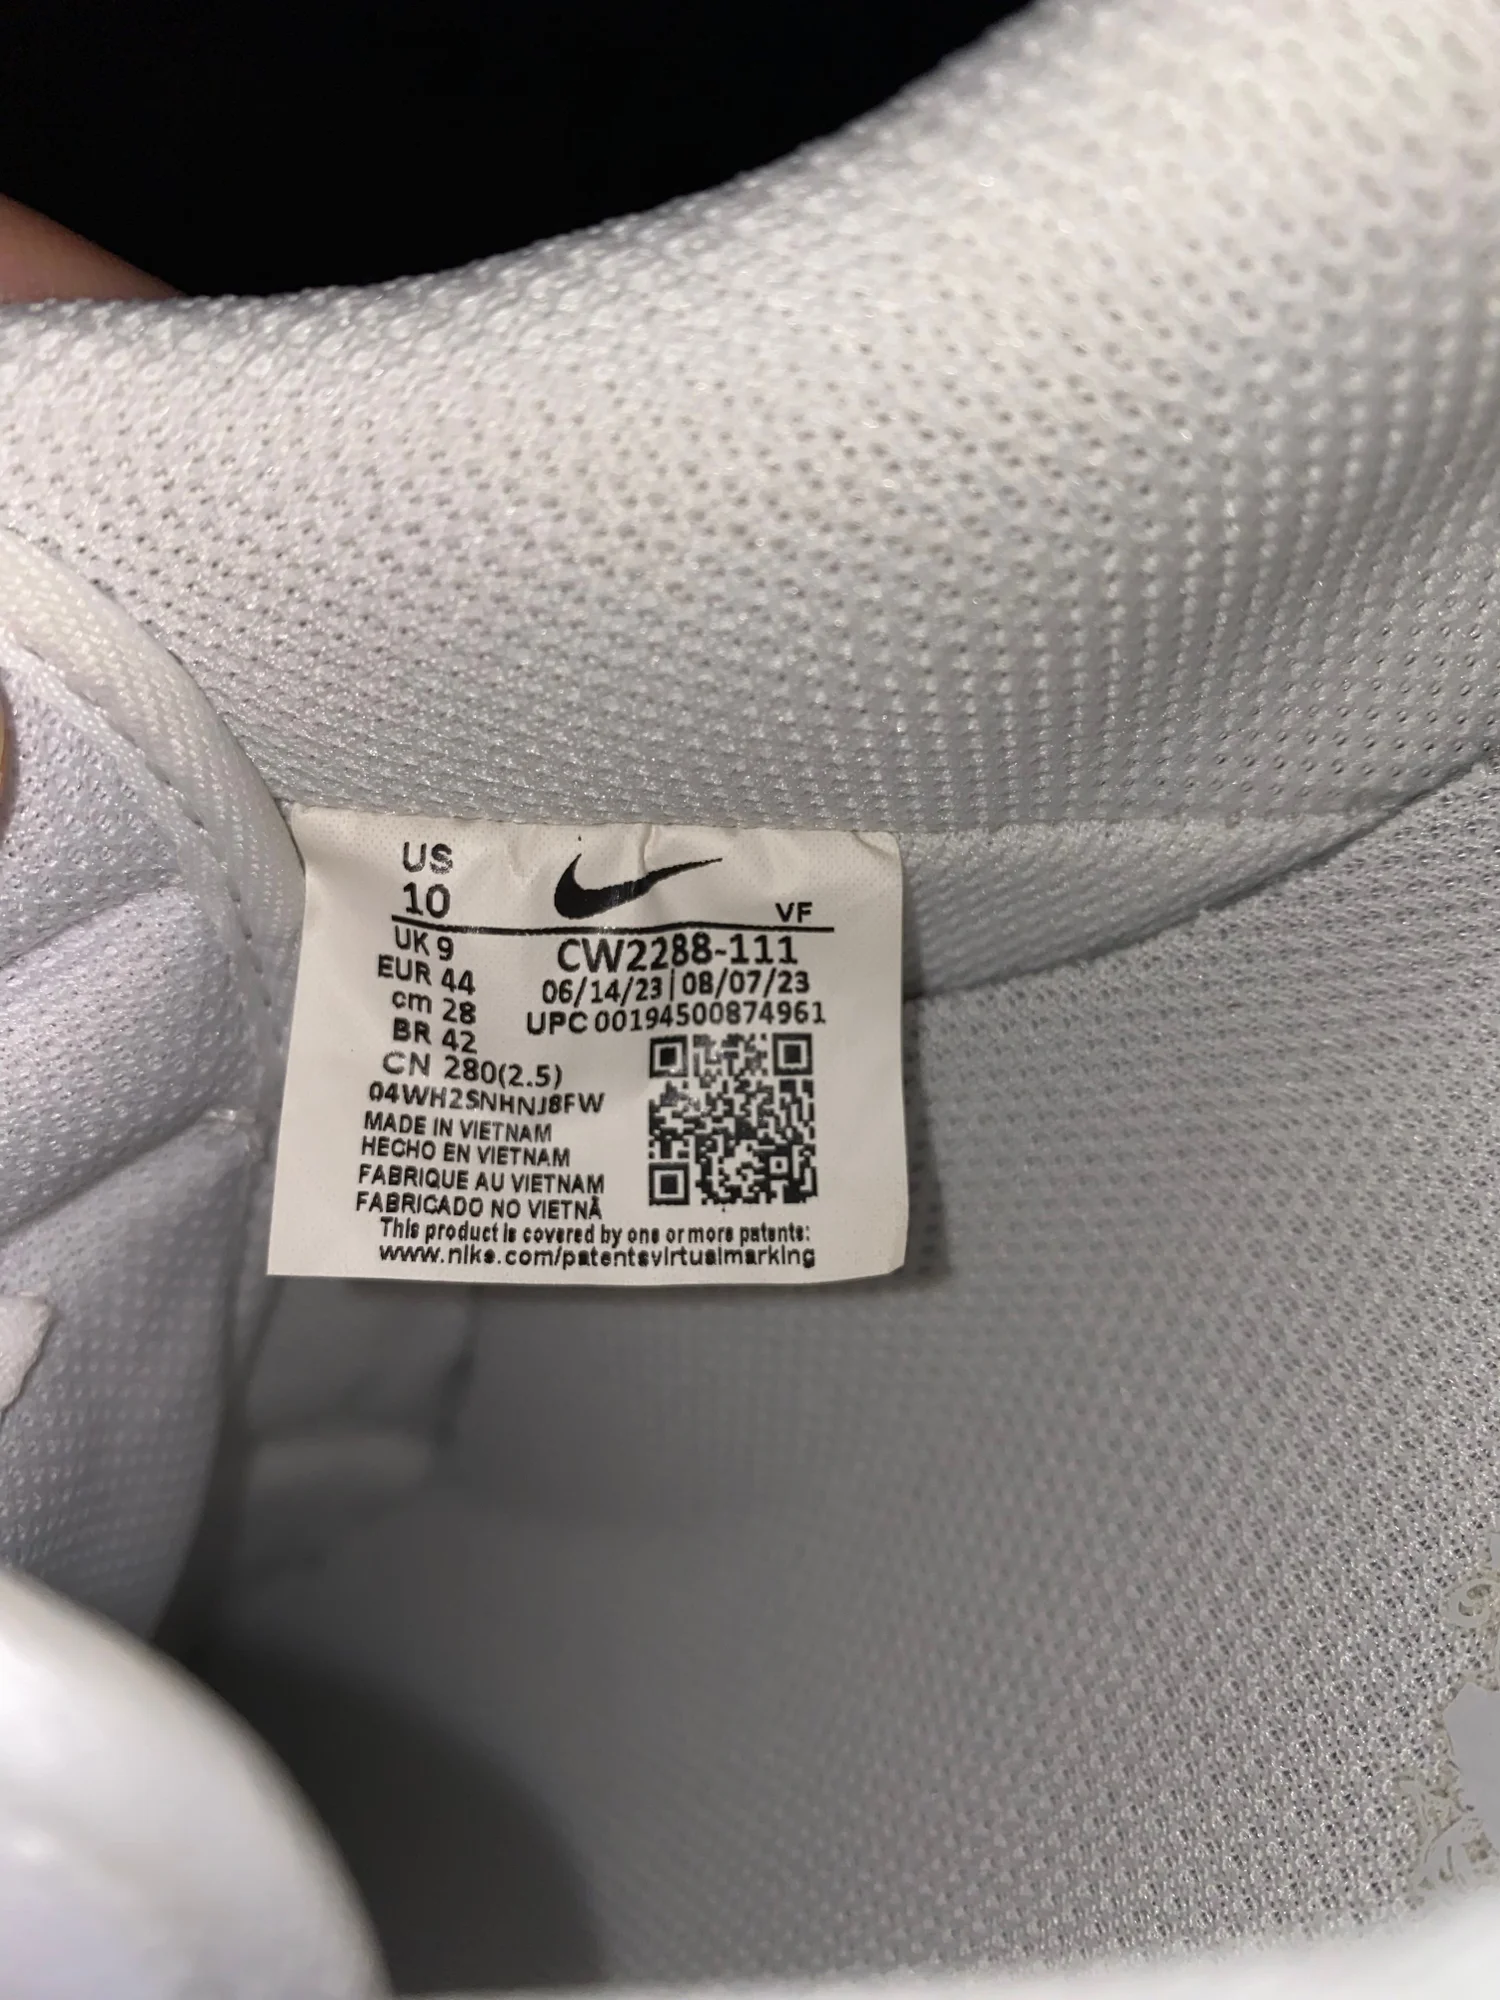 US
10
VF
UK 9
CW2288-111
EUR 44
06/14/23 | 08/07/23
cm 28
UPC 00194500874961
BR 42
CN 280(2.5)
04WH2SNHNJ8FW
MADE IN VIETNAM
HECHO EN VIETNAM
FABRIQUE AU VIETNAM
FABRICADO NO VIETNÃ
This product is covered by one or more patents:
www.nike.com/patentsvirtualmarking